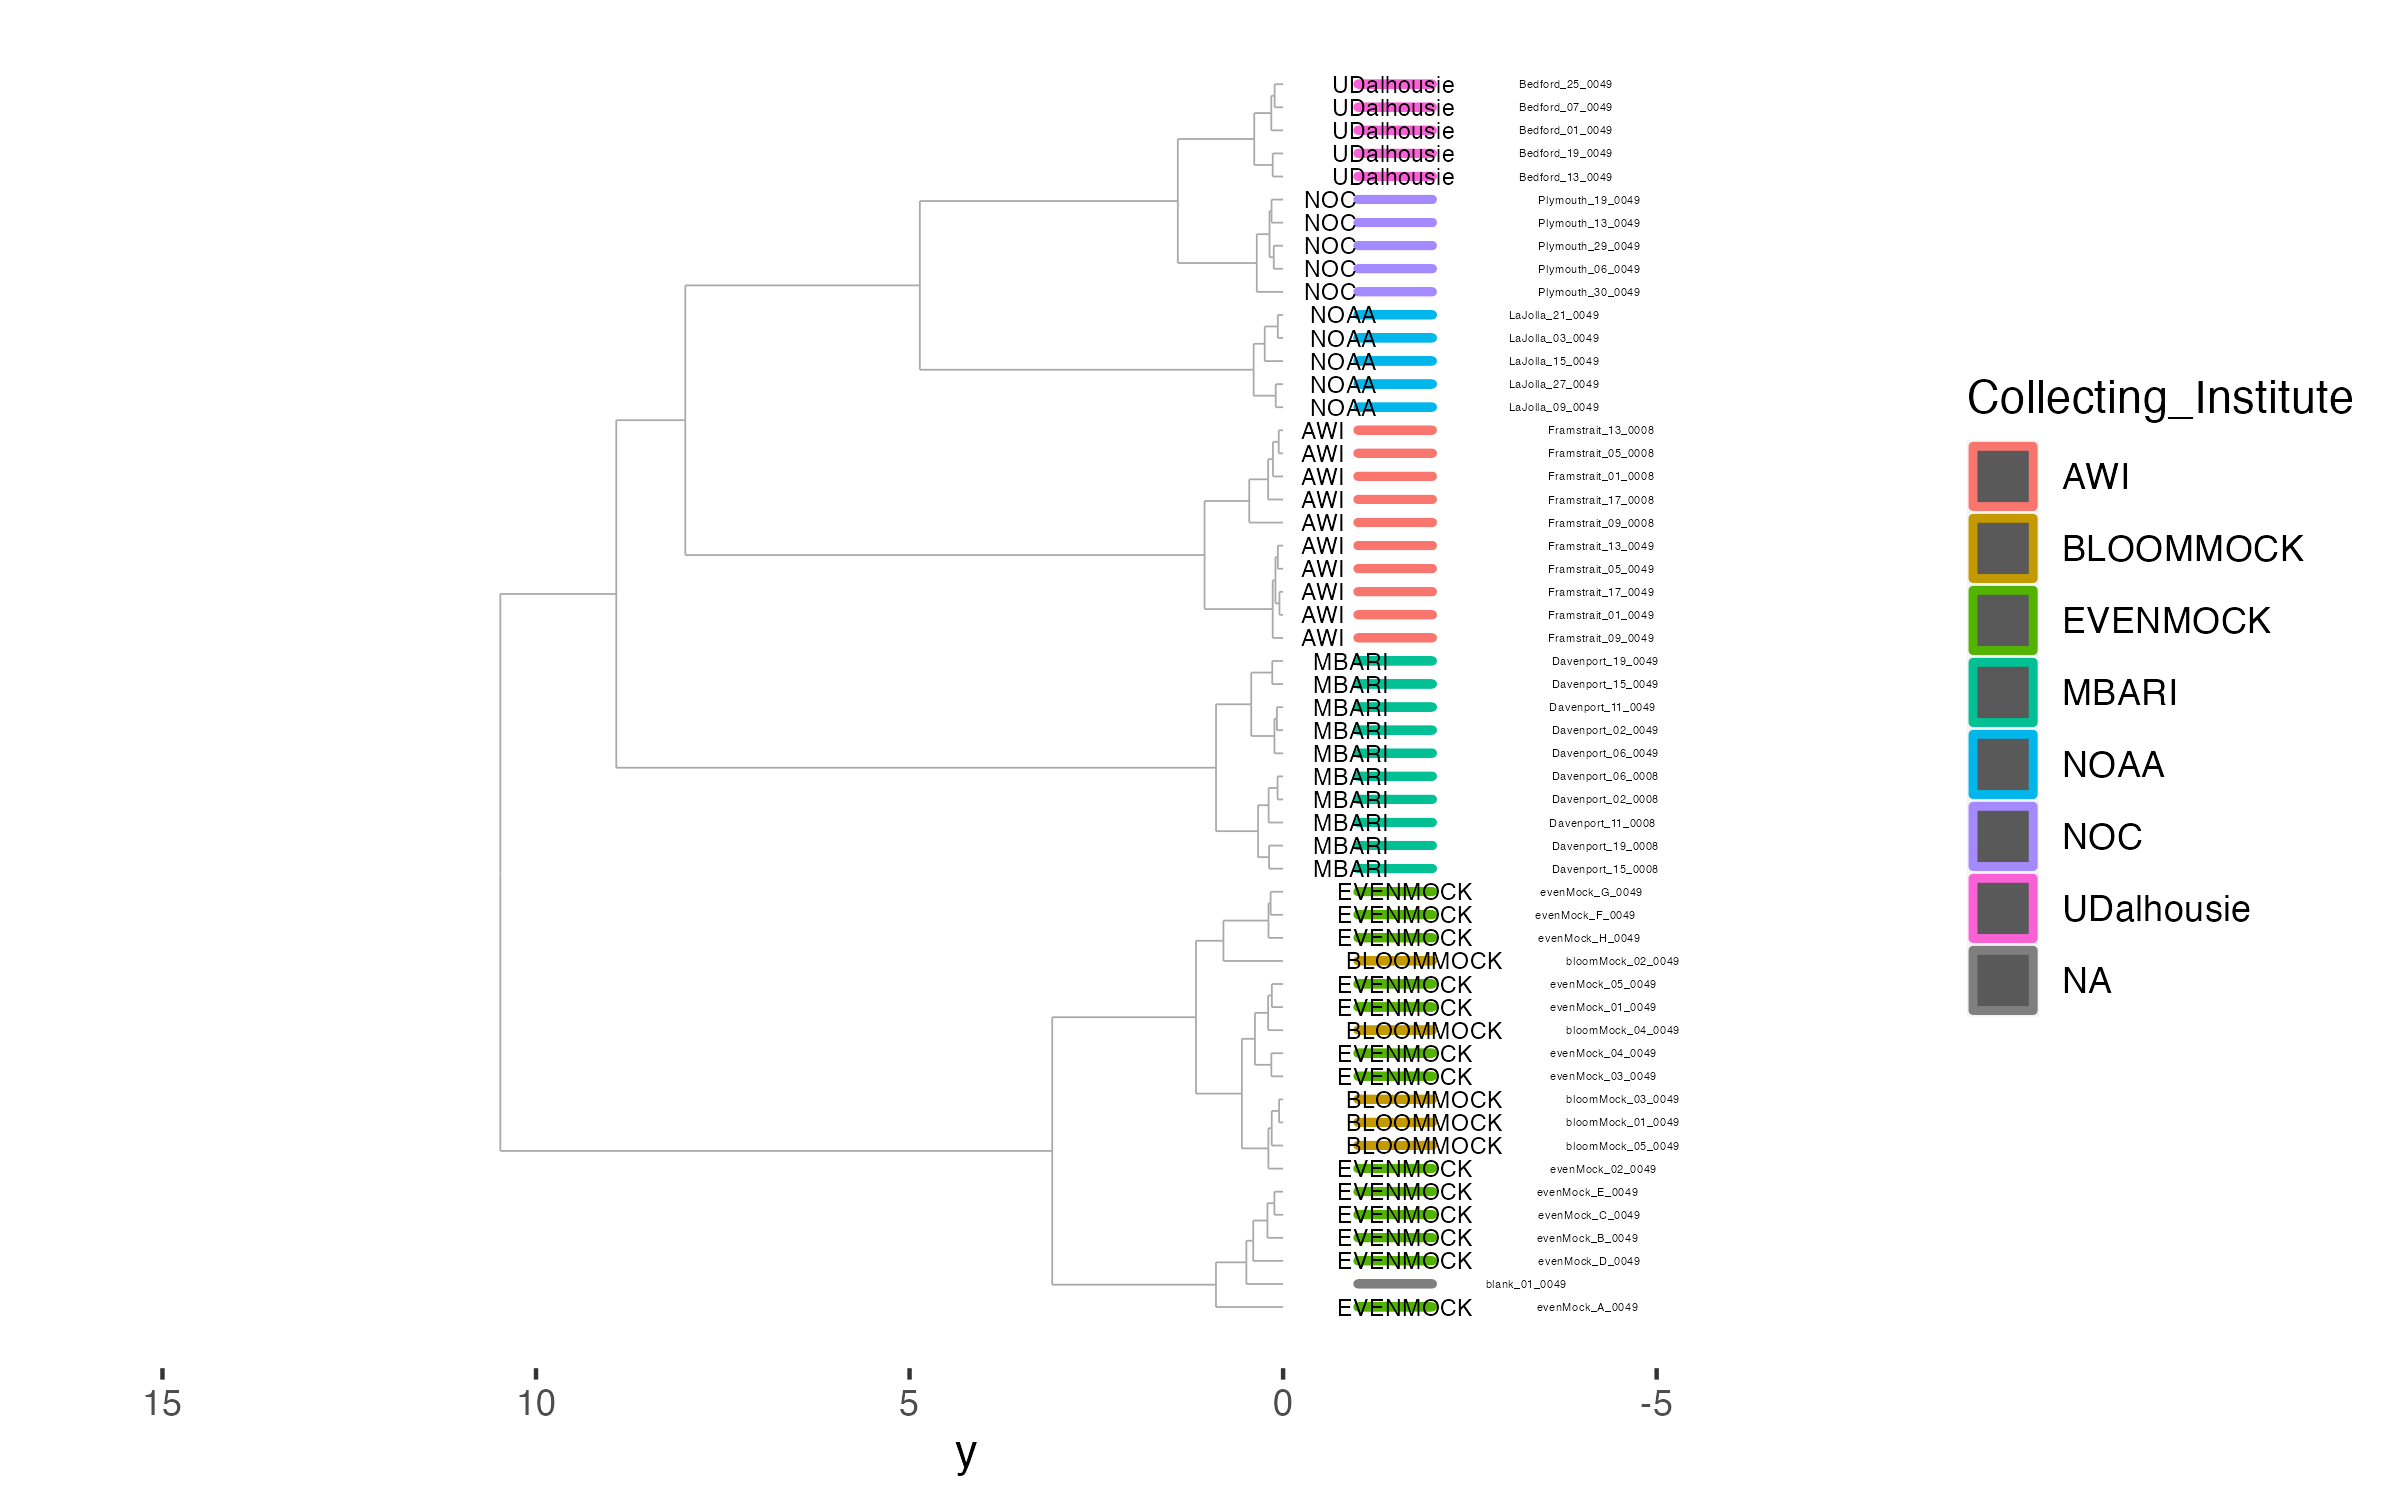 UDalhousie Bedford_25_0049
UDalhousie Bedford_07_0049
UDalhousie Bedford_01_0049
UDalhousie Bedford_19_0049
UDalhousie Bedford_13_0049
NOC Plymouth_19_0049
NOC Plymouth_13_0049
NOC Plymouth_29_0049
NOC Plymouth_06_0049
NOC Plymouth_30_0049
NOAA LaJolla_21_0049
NOAA LaJolla_03_0049
NOAA LaJolla_15_0049
NOAA LaJolla_27_0049
NOAA LaJolla_09_0049
AWI Framstrait_13_0008
AWI Framstrait_05_0008
AWI Framstrait_01_0008
AWI Framstrait_17_0008
AWI Framstrait_09_0008
AWI Framstrait_13_0049
AWI Framstrait_05_0049
AWI Framstrait_17_0049
AWI Framstrait_01_0049
AWI Framstrait_09_0049
MBARI Davenport_19_0049
MBARI Davenport_15_0049
MBARI Davenport_11_0049
MBARI Davenport_02_0049
MBARI Davenport_06_0049
MBARI Davenport_06_0008
MBARI Davenport_02_0008
MBARI Davenport_11_0008
MBARI Davenport_19_0008
MBARI Davenport_15_0008
EVENMOCK evenMock_G_0049
EVENMOCK evenMock_F_0049
EVENMOCK evenMock_H_0049
BLOOMMOCK bloomMock_02_0049
EVENMOCK evenMock_05_0049
EVENMOCK evenMock_01_0049
BLOOMMOCK bloomMock_04_0049
EVENMOCK evenMock_04_0049
EVENMOCK evenMock_03_0049
BLOOMMOCK bloomMock_03_0049
BLOOMMOCK bloomMock_01_0049
BLOOMMOCK bloomMock_05_0049
EVENMOCK evenMock_02_0049
EVENMOCK evenMock_E_0049
EVENMOCK evenMock_C_0049
EVENMOCK evenMock_B_0049
EVENMOCK evenMock_D_0049
blank_01_0049
EVENMOCK evenMock_A_0049
15 10 5 0 -5
y
Collecting_Institute
AWI
BLOOMMOCK
EVENMOCK
MBARI
NOAA
NOC
UDalhousie
NA